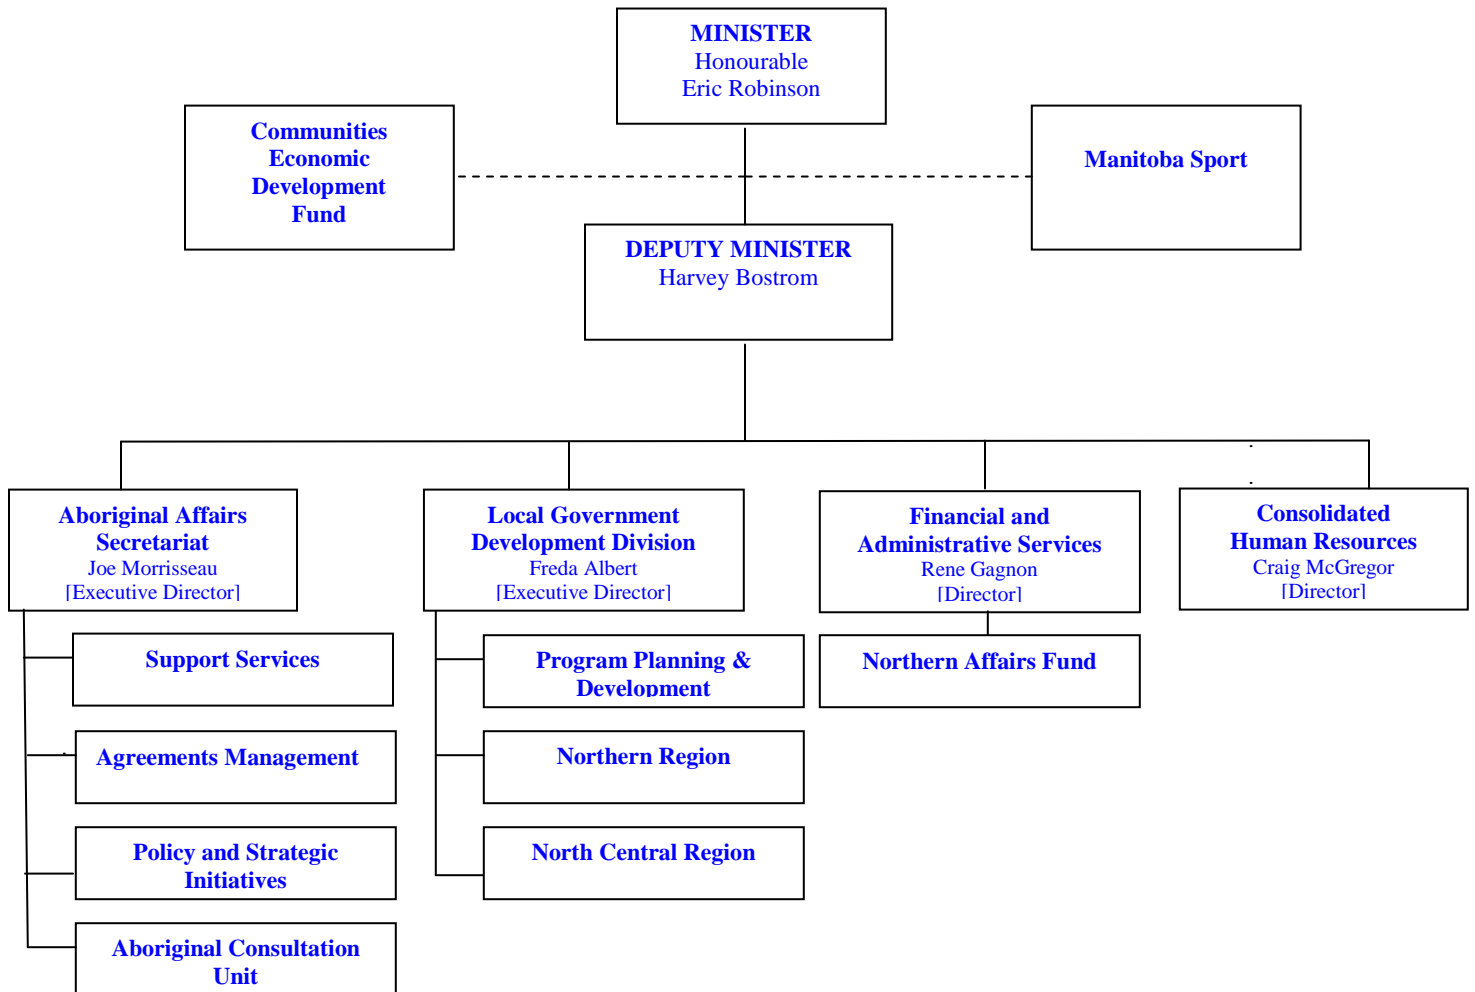 MINISTER
Honourable
Eric Robinson
Communities
Economic
Development
Fund
Manitoba Sport
DEPUTY MINISTER
Harvey Bostrom
Aboriginal Affairs
Secretariat
Joe Morrisseau
[Executive Director]
Local Government
Development Division
Freda Albert
[Executive Director]
Financial and
Administrative Services
Rene Gagnon
[Director]
Consolidated
Human Resources
Craig McGregor
[Director]
Support Services
Agreements Management
Policy and Strategic
Initiatives
Aboriginal Consultation
Unit
Program Planning &
Development
Northern Region
North Central Region
Northern Affairs Fund